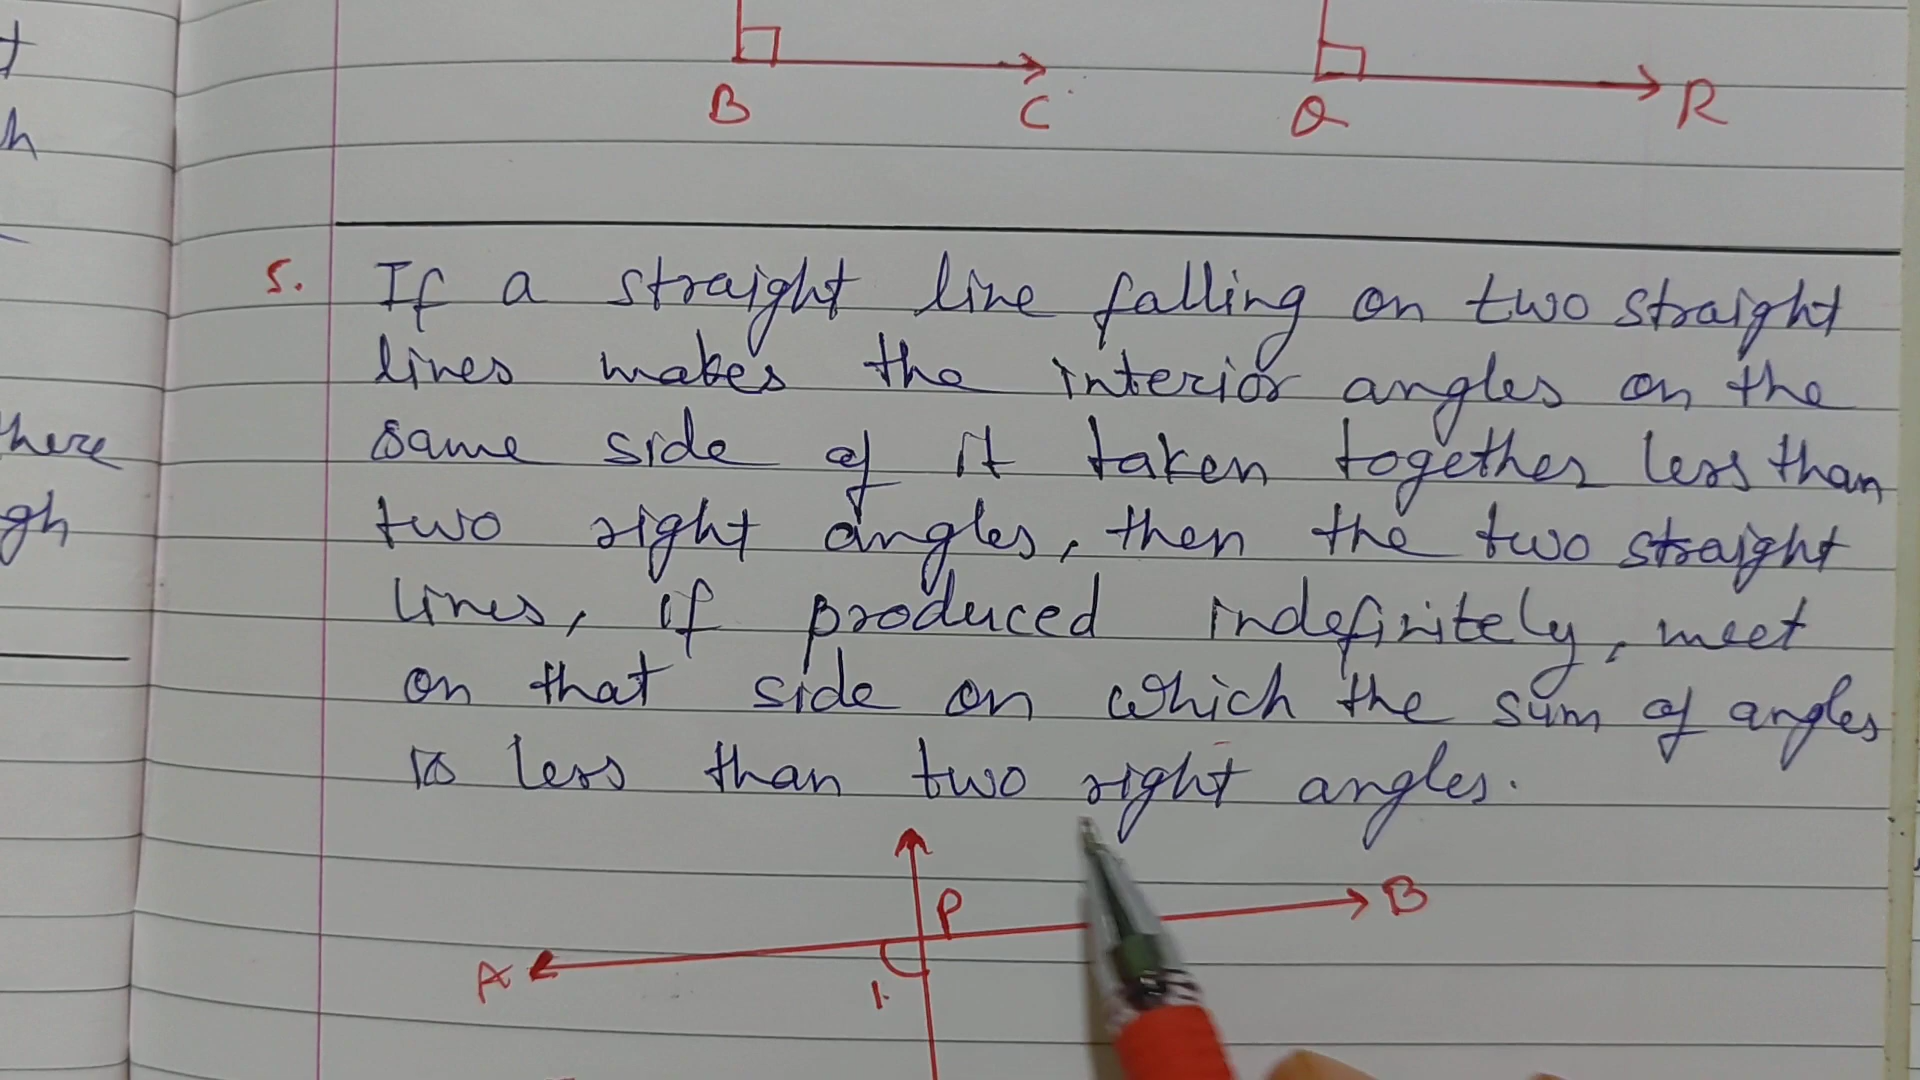 t
h
here
gh
B C Q R
5. If a straight line falling on two straight
lines makes the interior angles on the
same side of it taken together less than
two right angles, then the two straight
lines, if produced indefinitely, meet
on that side on which the sum of angles
is less than two right angles.
P B
A
1